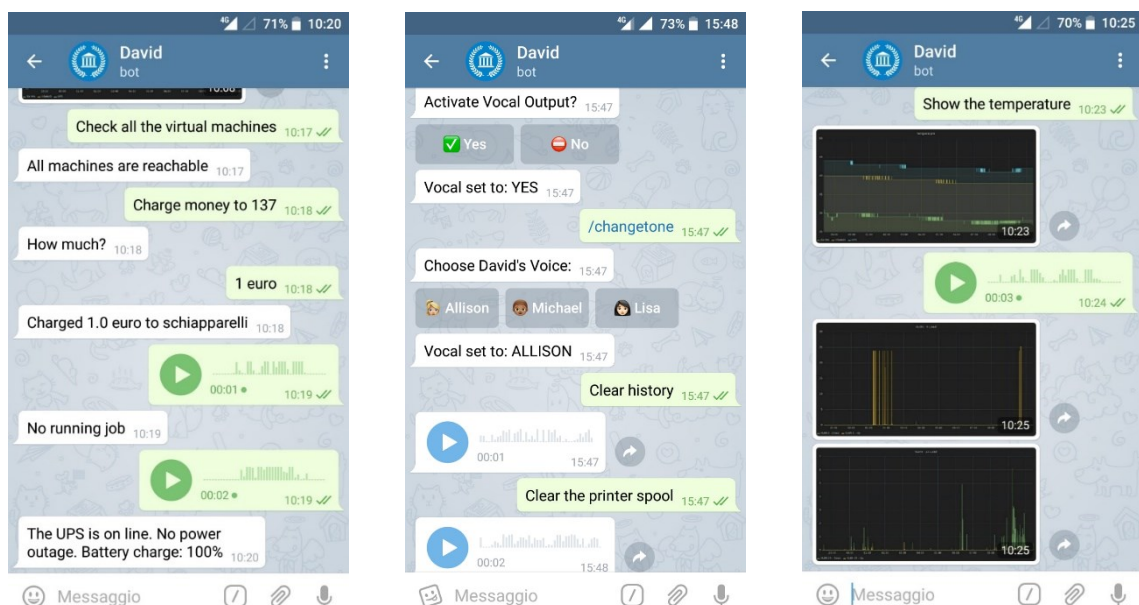 4G 71% 10:20
David
bot
10:08
Check all the virtual machines 10:17
All machines are reachable 10:17
Charge money to 137 10:18
How much? 10:18
1 euro 10:18
Charged 1.0 euro to schiapparelli 10:18
00:01 10:19
No running job 10:19
00:02 10:19
The UPS is on line. No power
outage. Battery charge: 100% 10:20
Messaggio
4G 73% 15:48
David
bot
Activate Vocal Output? 15:47
Yes No
Vocal set to: YES 15:47
/changetone 15:47
Choose David's Voice: 15:47
Allison Michael Lisa
Vocal set to: ALLISON 15:47
Clear history 15:47
00:01 15:47
Clear the printer spool 15:47
00:02 15:48
Messaggio
4G 70% 10:25
David
bot
Show the temperature 10:23
10:23
00:03 10:24
10:25
10:25
Messaggio